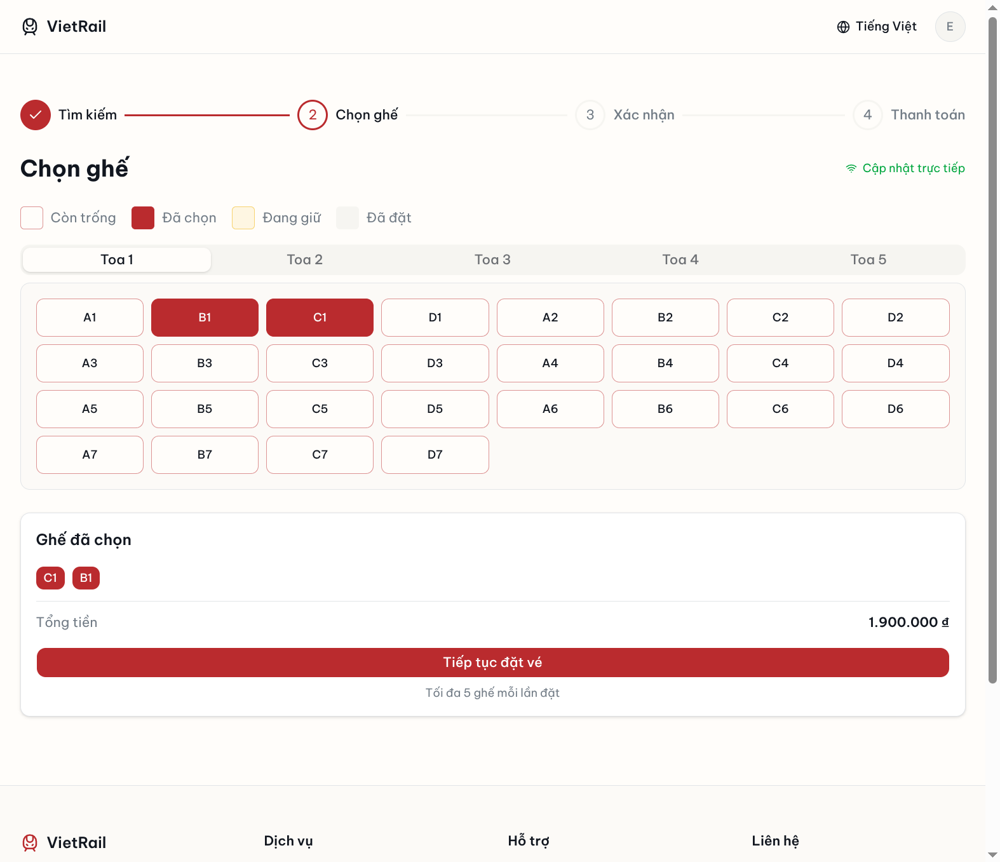 VietRail
Tiếng Việt
E
Tìm kiếm
2 Chọn ghế
3 Xác nhận
4 Thanh toán
Chọn ghế
Cập nhật trực tiếp
Còn trống Đã chọn Đang giữ Đã đặt
Toa 1 Toa 2 Toa 3 Toa 4 Toa 5
A1 B1 C1 D1 A2 B2 C2 D2
A3 B3 C3 D3 A4 B4 C4 D4
A5 B5 C5 D5 A6 B6 C6 D6
A7 B7 C7 D7
Ghế đã chọn
C1 B1
Tổng tiền 1.900.000 ₫
Tiếp tục đặt vé
Tối đa 5 ghế mỗi lần đặt
VietRail
Dịch vụ
Hỗ trợ
Liên hệ